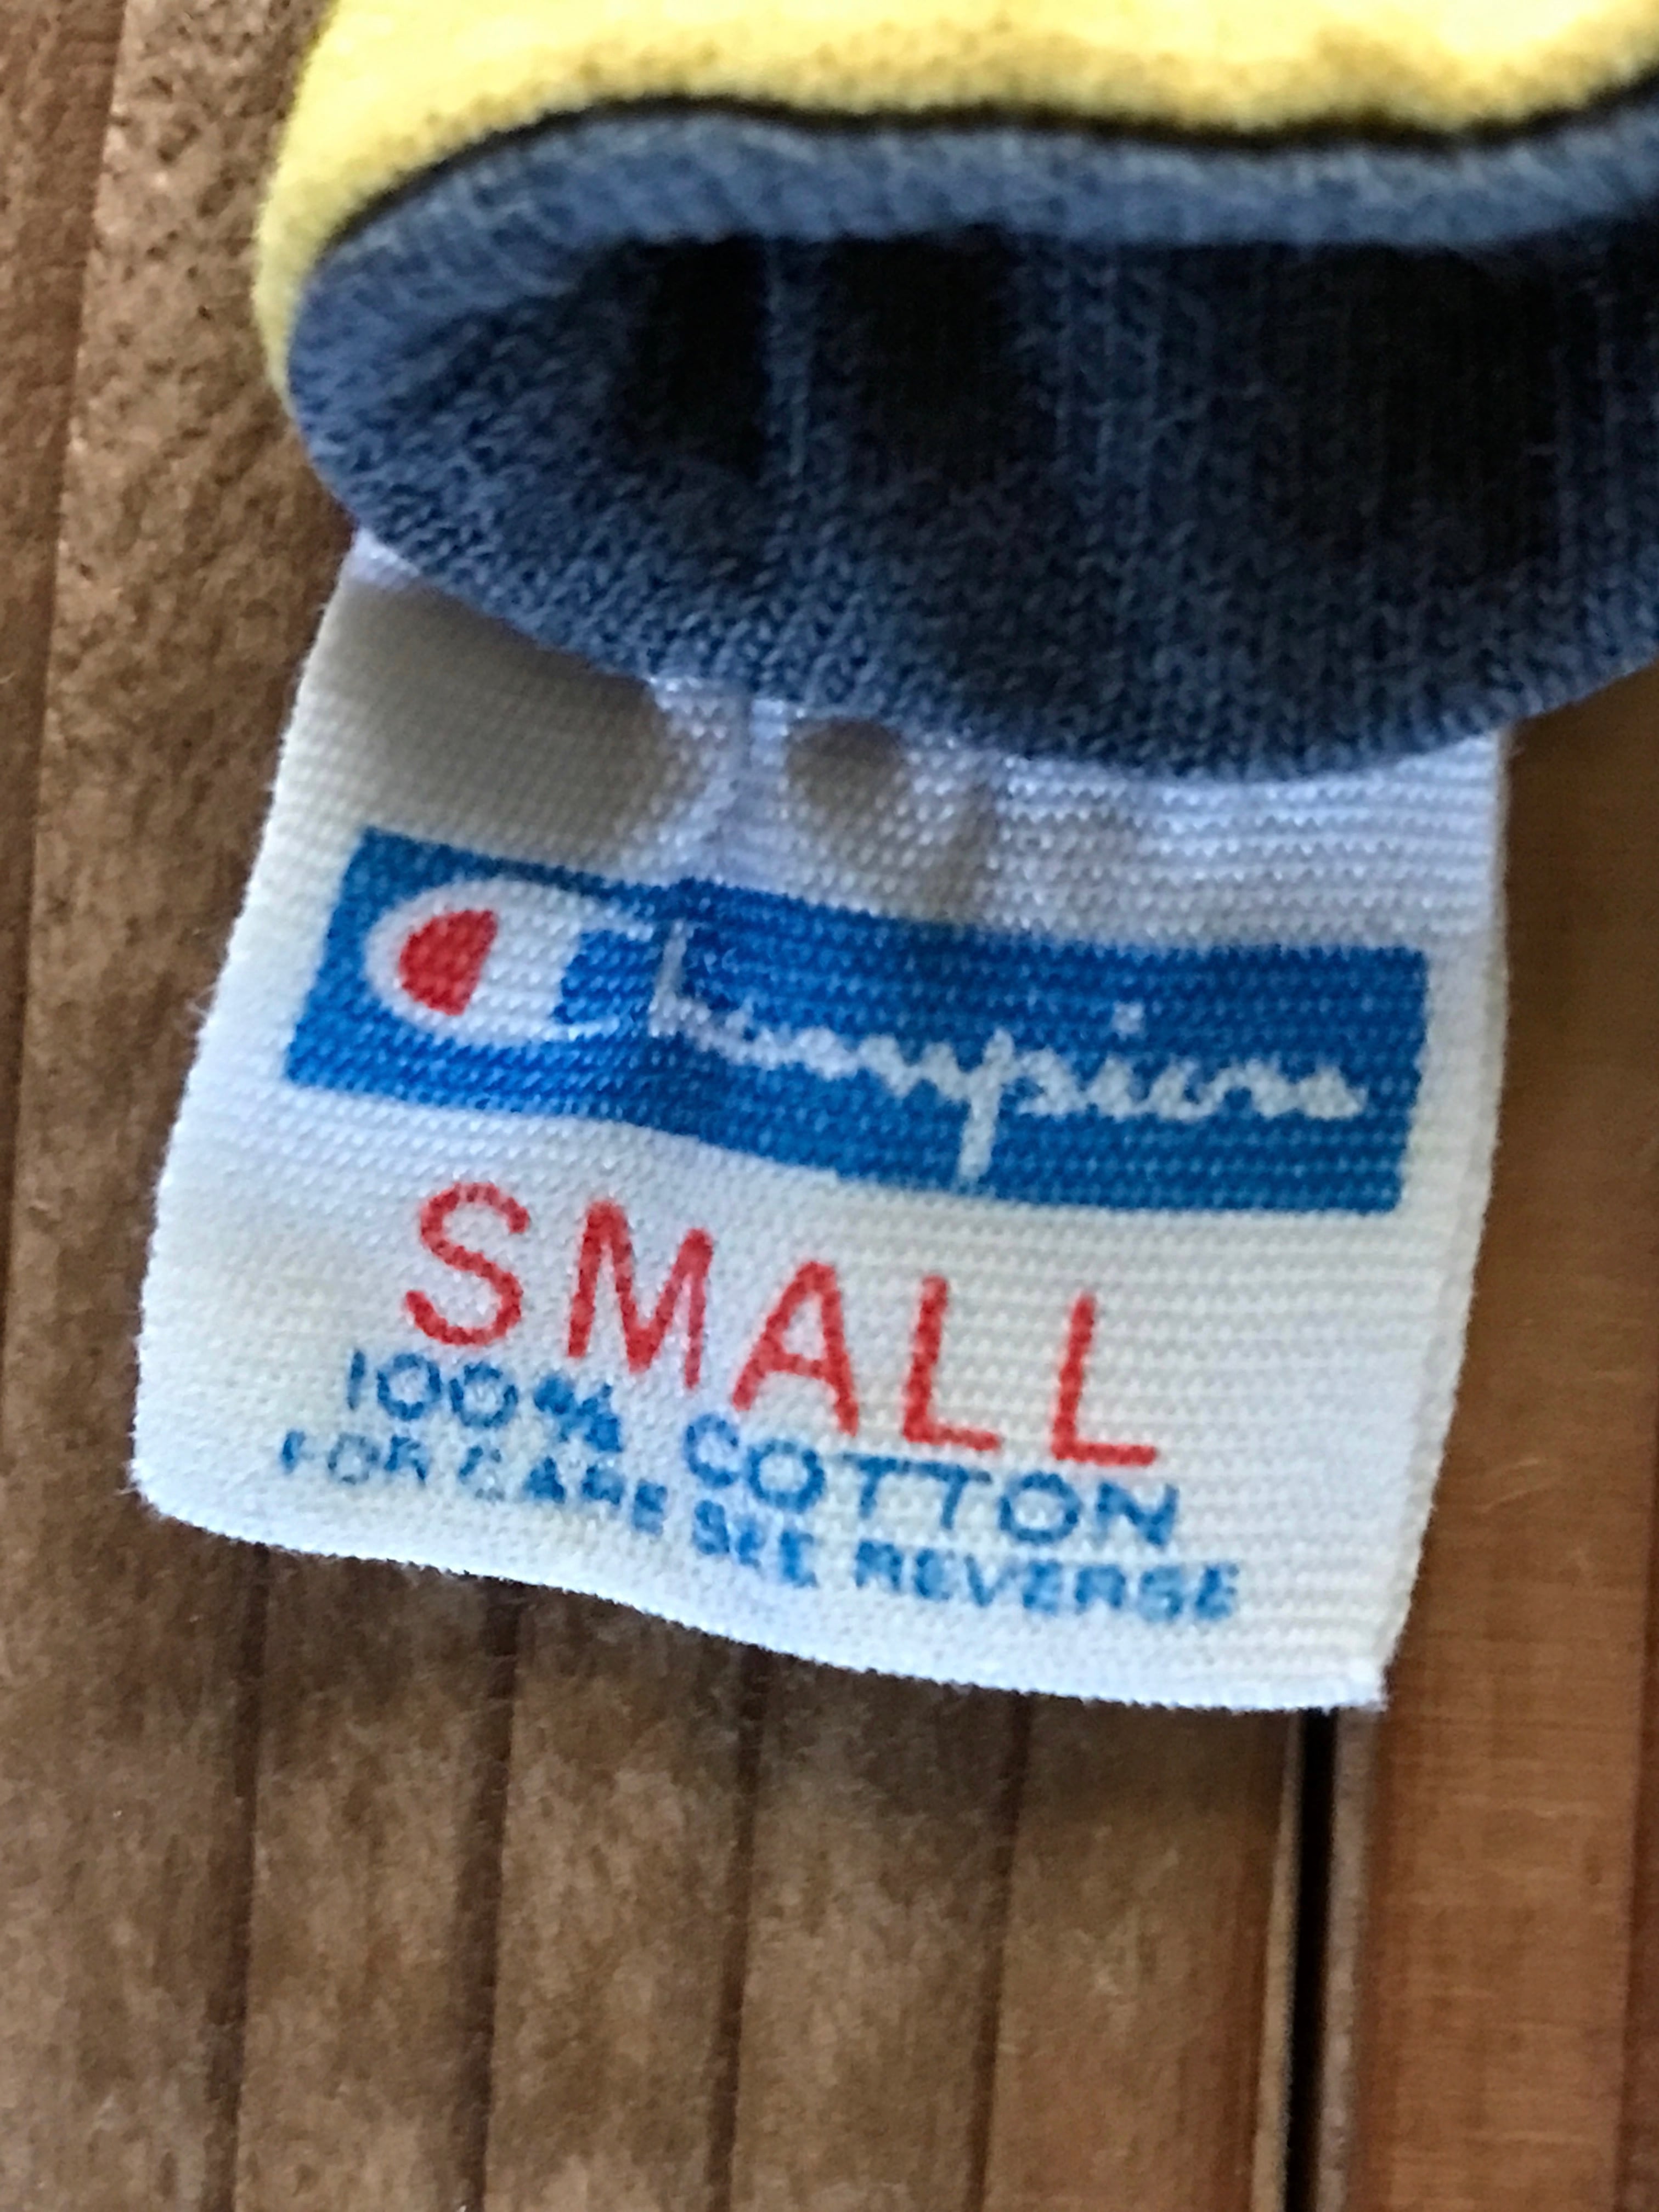 Champion
SMALL
100% COTTON
FOR CARE SEE REVERSE